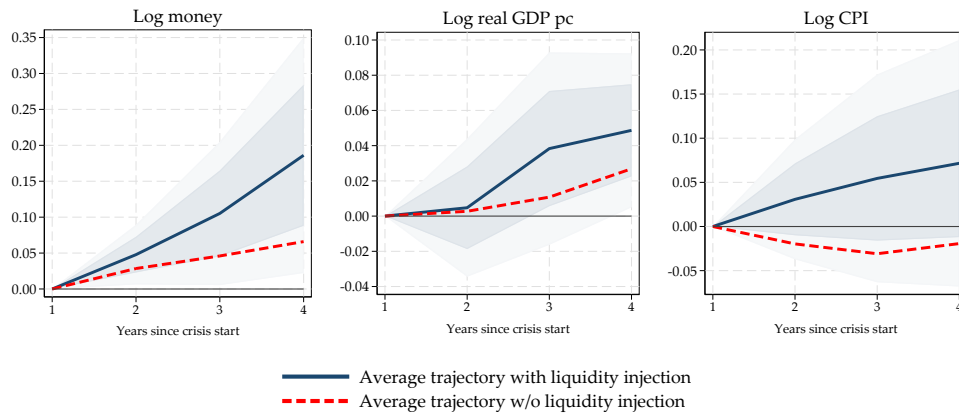 Log money
0.35
0.30
0.25
0.20
0.15
0.10
0.05
0.00
1 2 3 4
Years since crisis start
Log real GDP pc
0.10
0.08
0.06
0.04
0.02
0.00
-0.02
-0.04
1 2 3 4
Years since crisis start
Log CPI
0.20
0.15
0.10
0.05
0.00
-0.05
1 2 3 4
Years since crisis start
Average trajectory with liquidity injection
Average trajectory w/o liquidity injection